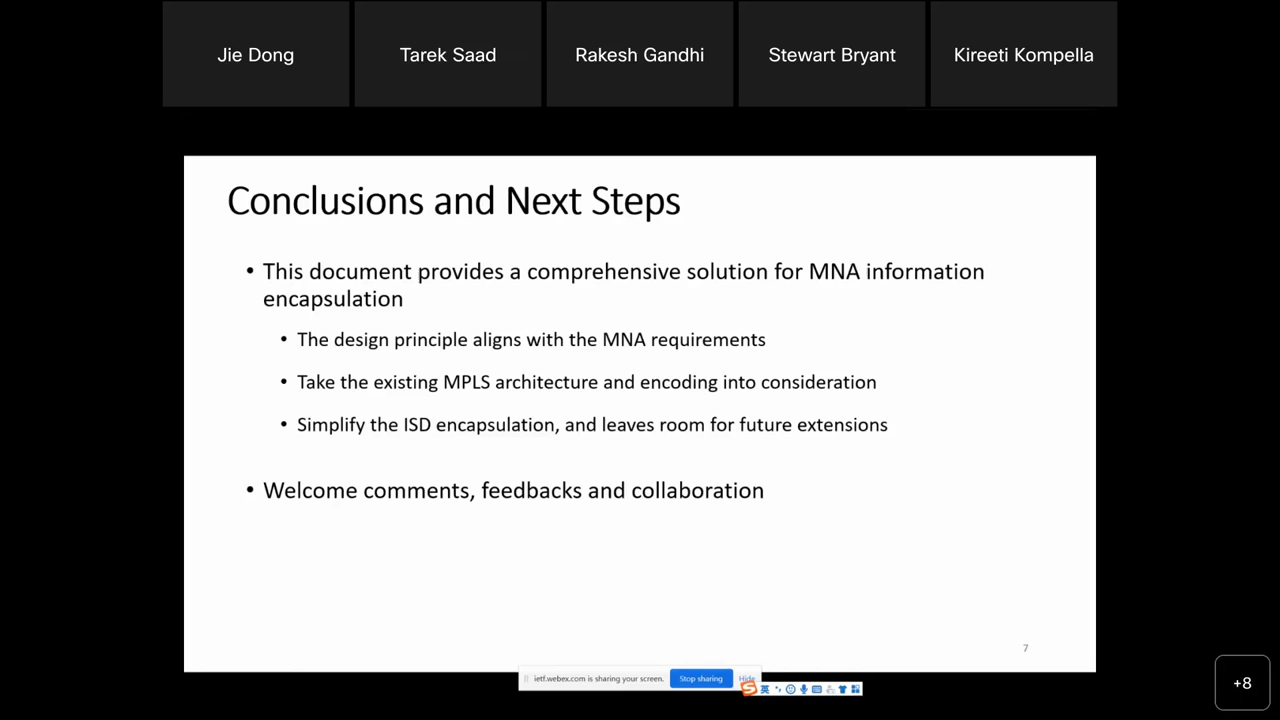 Jie Dong
Tarek Saad
Rakesh Gandhi
Stewart Bryant
Kireeti Kompella
Conclusions and Next Steps
• This document provides a comprehensive solution for MNA information
encapsulation
• The design principle aligns with the MNA requirements
• Take the existing MPLS architecture and encoding into consideration
• Simplify the ISD encapsulation, and leaves room for future extensions
• Welcome comments, feedbacks and collaboration
7
ietf.webex.com is sharing your screen.
Stop sharing
Hide
英
+8